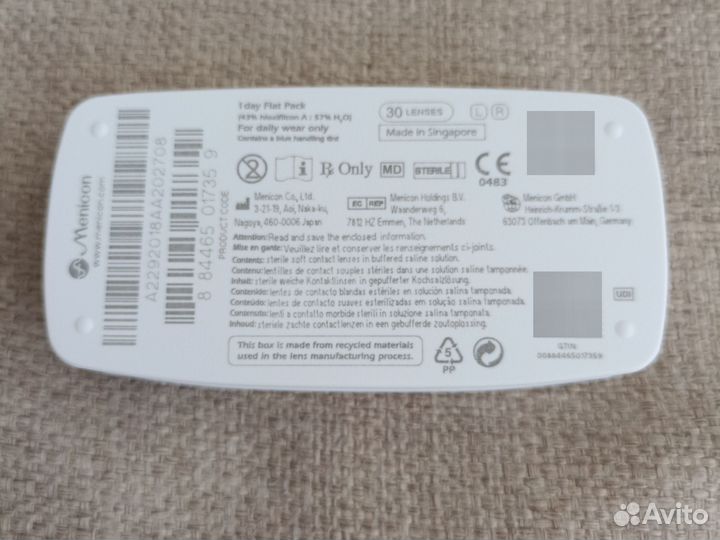 Menicon
www.menicon.com
A2292018AA202708
8 84465 01735 9
PRODUCT CODE
1 day Flat Pack
(43% hioxifilcon A : 57% H₂O)
For daily wear only
Contains a blue handling tint
30 LENSES
L R
Made in Singapore
2 i Rx Only MD STERILE CE
0483
Menicon Co., Ltd.
3-21-19, Aoi, Naka-ku,
Nagoya, 460-0006 Japan
EC REP
Menicon Holdings B.V.
Waanderweg 6,
7812 HZ Emmen, The Netherlands
Menicon GmbH
Heinrich-Krumm-Straße 1/3
63073 Offenbach am Main, Germany
Attention: Read and save the enclosed information.
Mise en garde: Veuillez lire et conserver les renseignements ci-joints.
Contents: sterile soft contact lenses in buffered saline solution.
Contenu: lentilles de contact souples stériles dans une solution saline tamponnée.
Inhalt: sterile weiche Kontaktlinsen in gepufferter Kochsalzlösung.
Contenido: lentes de contacto blandas estériles en solución salina tamponada.
Conteúdo: lentes de contacto suaves esterilizadas em solução salina tamponada.
Contenuto: lenti a contatto morbide sterili in soluzione salina tamponata.
Inhoud: steriele zachte contactlenzen in een gebufferde zoutoplossing.
This box is made from recycled materials
used in the lens manufacturing process.
5
PP
UDI
GTIN:
00884465017359
Avito